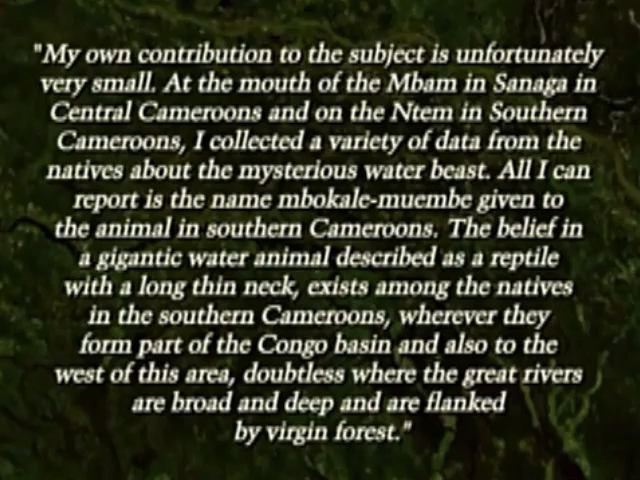 "My own contribution to the subject is unfortunately
very small. At the mouth of the Mbam in Sanaga in
Central Cameroons and on the Ntem in Southern
Cameroons, I collected a variety of data from the
natives about the mysterious water beast. All I can
report is the name mbokale-muembe given to
the animal in southern Cameroons. The belief in
a gigantic water animal described as a reptile
with a long thin neck, exists among the natives
in the southern Cameroons, wherever they
form part of the Congo basin and also to the
west of this area, doubtless where the great rivers
are broad and deep and are flanked
by virgin forest."